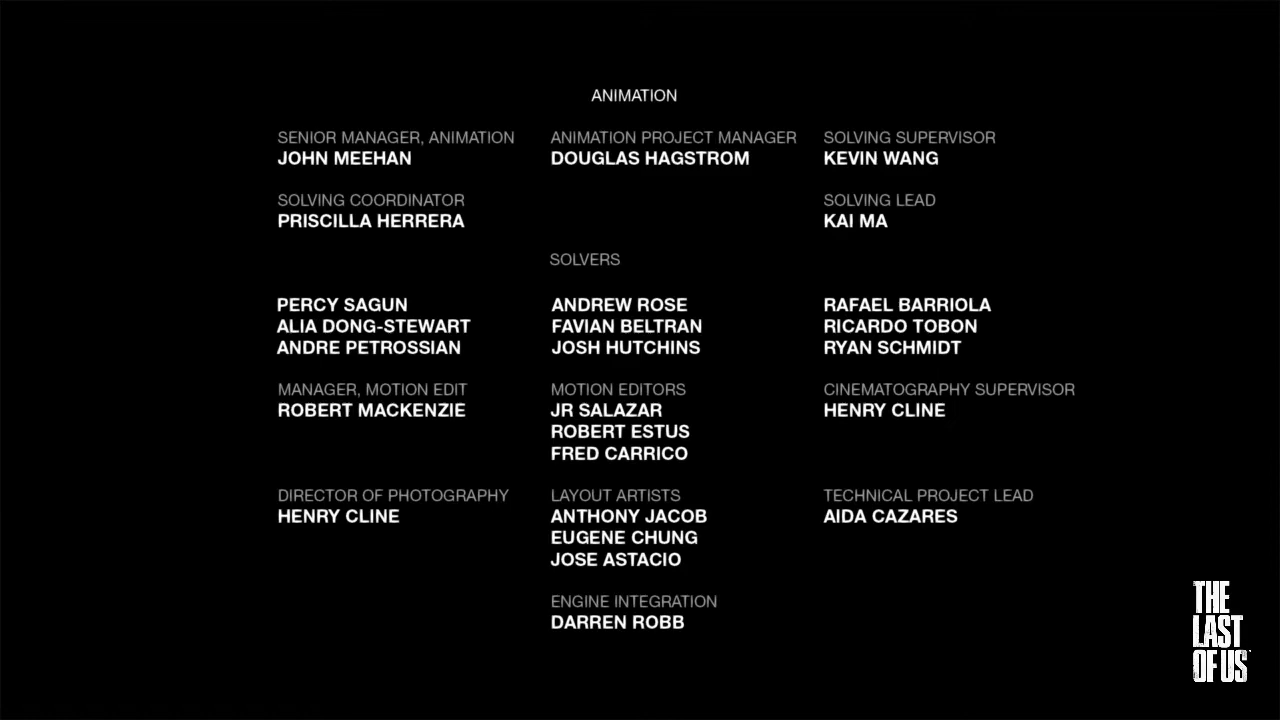 ANIMATION
SENIOR MANAGER, ANIMATION
JOHN MEEHAN
ANIMATION PROJECT MANAGER
DOUGLAS HAGSTROM
SOLVING SUPERVISOR
KEVIN WANG
SOLVING COORDINATOR
PRISCILLA HERRERA
SOLVING LEAD
KAI MA
SOLVERS
PERCY SAGUN
ALIA DONG-STEWART
ANDRE PETROSSIAN
ANDREW ROSE
FAVIAN BELTRAN
JOSH HUTCHINS
RAFAEL BARRIOLA
RICARDO TOBON
RYAN SCHMIDT
MANAGER, MOTION EDIT
ROBERT MACKENZIE
MOTION EDITORS
JR SALAZAR
ROBERT ESTUS
FRED CARRICO
CINEMATOGRAPHY SUPERVISOR
HENRY CLINE
DIRECTOR OF PHOTOGRAPHY
HENRY CLINE
LAYOUT ARTISTS
ANTHONY JACOB
EUGENE CHUNG
JOSE ASTACIO
TECHNICAL PROJECT LEAD
AIDA CAZARES
ENGINE INTEGRATION
DARREN ROBB
THE
LAST
OF US